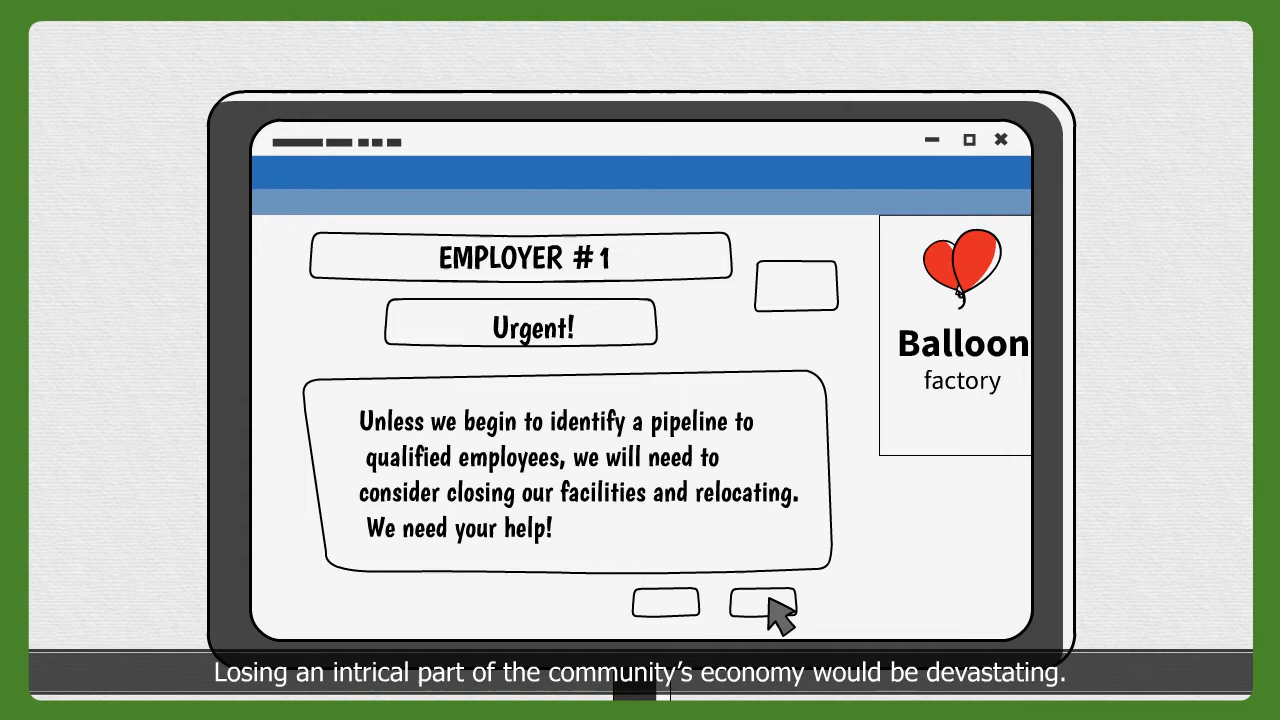 EMPLOYER #1
Urgent!
Unless we begin to identify a pipeline to
qualified employees, we will need to
consider closing our facilities and relocating.
We need your help!
Balloon
factory
Losing an intrical part of the community’s economy would be devastating.